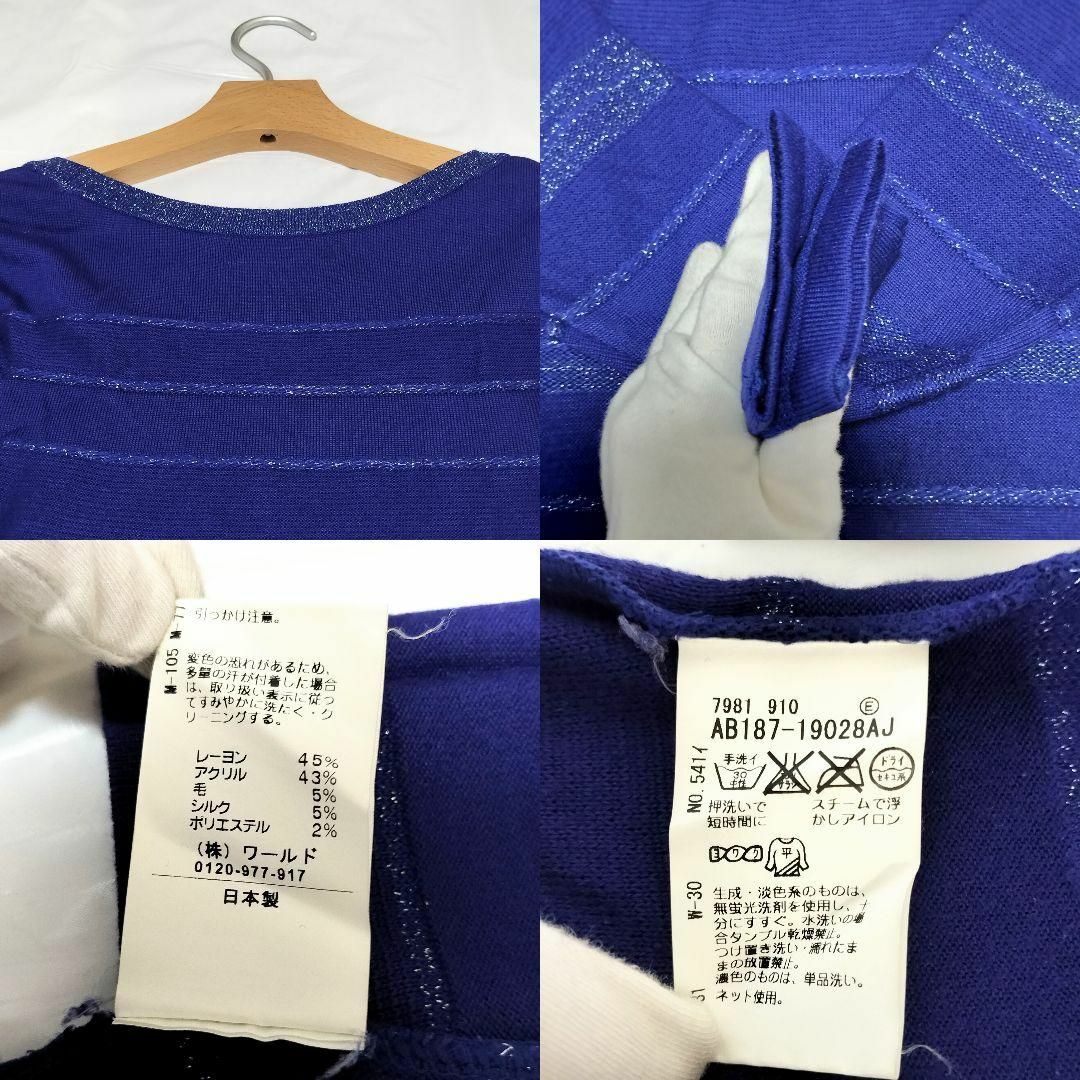 引っかけ注意。
変色の恐れがあるため、
多量の汗が付着した場合
は、取り扱い表示に従っ
てすみやかに洗たく・ク
リーニングする。
レーヨン 45%
アクリル 43%
毛 5%
シルク 5%
ポリエステル 2%
(株) ワールド
0120-977-917
日本製
W-105
7981 910 Ⓔ
AB187-19028AJ
手洗イ
30
中性
ドライ
セキユ系
押洗いで
短時間に
スチームで浮
かしアイロン
ヨワク
平
生成・淡色系のものは、
無蛍光洗剤を使用し、十
分にすすぐ。水洗いの場
合タンブル乾燥禁止。
つけ置き洗い・濡れたま
まの放置禁止。
濃色のものは、単品洗い。
ネット使用。
NO.541イ
W-30